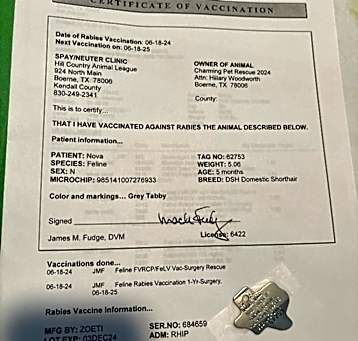 CERTIFICATE OF VACCINATION
Date of Rabies Vaccination: 06-18-24
Next Vaccination on: 06-18-25
SPAY/NEUTER CLINIC
Hill Country Animal League
924 North Main
Boerne, TX 78006
Kendall County
830-249-2341
OWNER OF ANIMAL
Charming Pet Rescue 2024
Attn: Hilary Woodworth
Boerne, TX 78006
County:
This is to certify...
THAT I HAVE VACCINATED AGAINST RABIES THE ANIMAL DESCRIBED BELOW.
Patient information...
PATIENT: Nova
SPECIES: Feline
SEX: N
MICROCHIP: 985141007276933
TAG NO: 62753
WEIGHT: 5.06
AGE: 5 months
BREED: DSH Domestic Shorthair
Color and markings... Grey Tabby
Signed
James M. Fudge, DVM
License: 6422
Vaccinations done...
06-18-24 JMF Feline FVRCP/FeLV Vac-Surgery Rescue
06-18-24 JMF Feline Rabies Vaccination 1-Yr-Surgery,
06-18-25
Rabies Vaccine Information...
MFG BY: ZOETI
LOT EXP: 03DEC24
SER.NO: 684659
ADM: RHIP